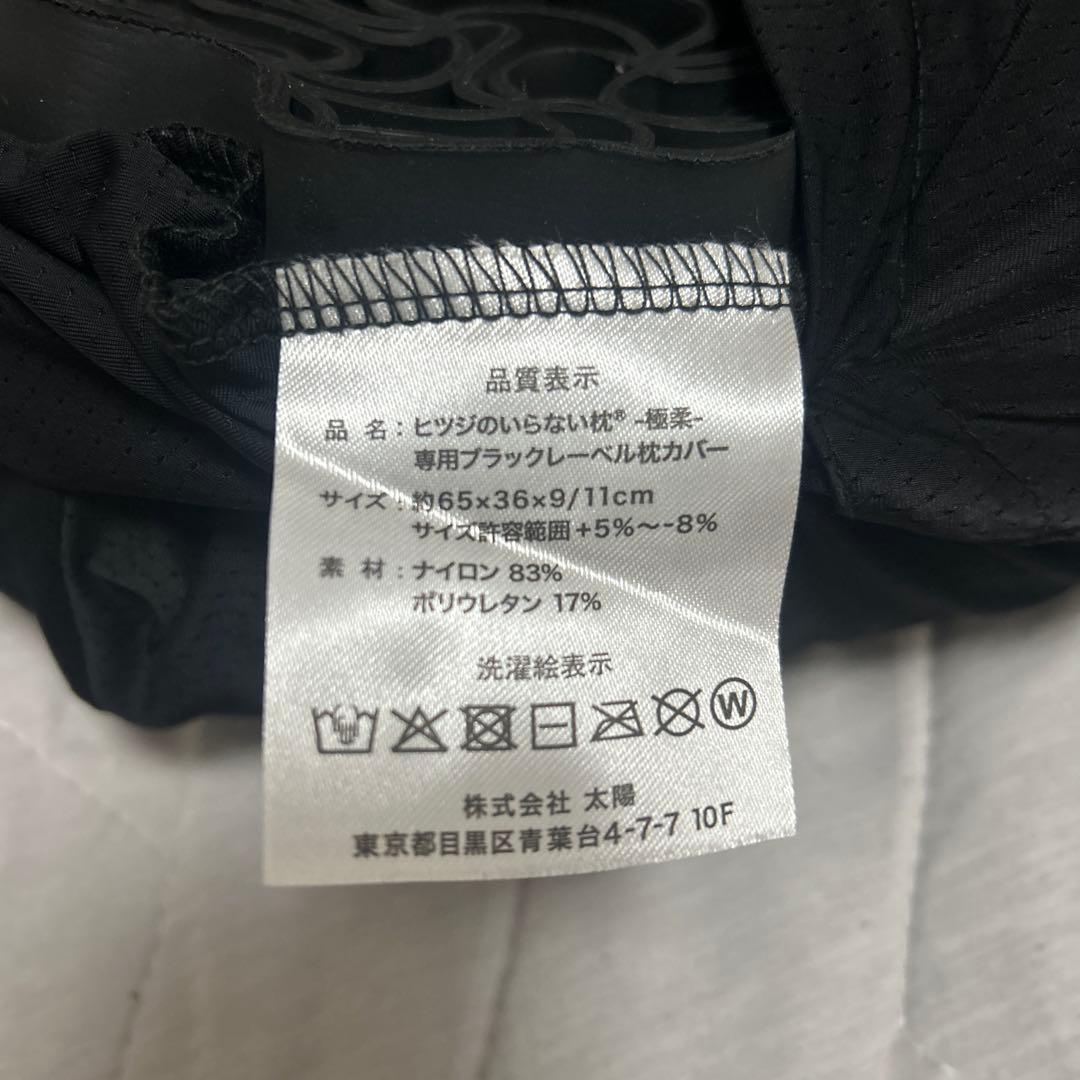 品質表示
品 名：ヒツジのいらない枕® -極柔-
専用ブラックレーベル枕カバー
サイズ：約65×36×9/11cm
サイズ許容範囲+5%〜-8%
素 材：ナイロン 83%
ポリウレタン 17%
洗濯絵表示
W
株式会社 太陽
東京都目黒区青葉台4-7-7 10F